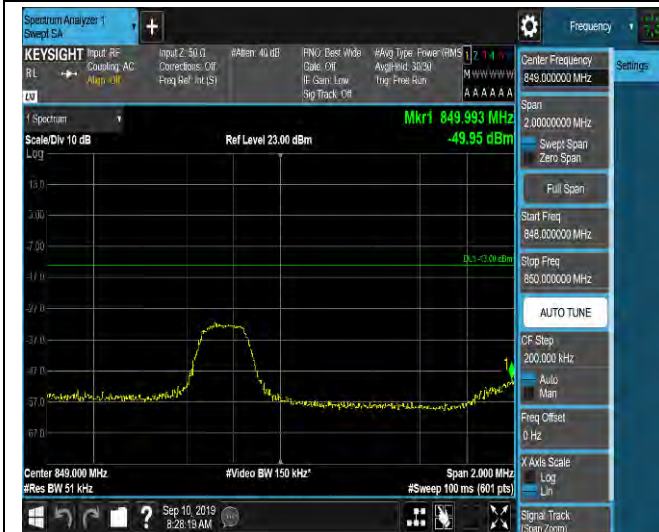 Spectrum Analyzer 1
Swept SA
+
Frequency
KEYSIGHT
Input: RF
Coupling: AC
Align: Off
Input Z: 50 Ω
Corrections: Off
Freq Ref: Int (S)
#Atten: 40 dB
PNO: Best Wide
Gate: Off
IF Gain: Low
Sig Track: Off
#Avg Type: Power (RMS
Avg|Hold: 30/30
Trig: Free Run
M W W W W W
A A A A A A
RL
LV
1 Spectrum
Mkr1 849.993 MHz
Scale/Div 10 dB
Ref Level 23.00 dBm
-49.95 dBm
Log
13.0
3.00
-7.00
DL1 -13.00 dBm
-17.0
-27.0
-37.0
-47.0
1
-57.0
-67.0
Center 849.000 MHz
#Video BW 150 kHz*
Span 2.000 MHz
#Res BW 51 kHz
#Sweep 100 ms (601 pts)
?
Sep 10, 2019
8:28:19 AM
Settings
Center Frequency
849.000000 MHz
Span
2.00000000 MHz
Swept Span
Zero Span
Full Span
Start Freq
848.000000 MHz
Stop Freq
850.000000 MHz
AUTO TUNE
CF Step
200.000 kHz
Auto
Man
Freq Offset
0 Hz
X Axis Scale
Log
Lin
Signal Track
(Span Zoom)